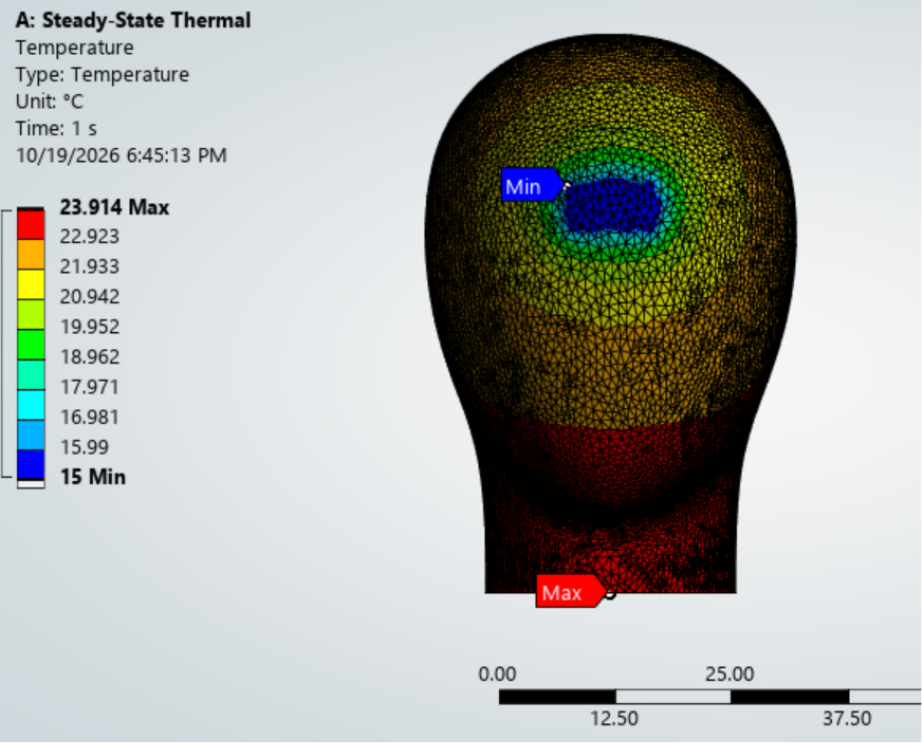 A: Steady-State Thermal
Temperature
Type: Temperature
Unit: °C
Time: 1 s
10/19/2026 6:45:13 PM
23.914 Max
22.923
21.933
20.942
19.952
18.962
17.971
16.981
15.99
15 Min
Min
Max
0.00 25.00
12.50 37.50